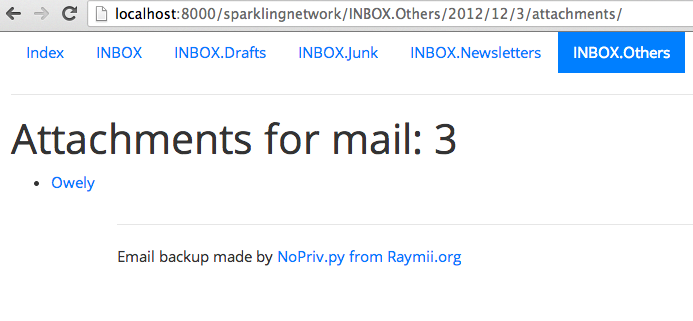 localhost:8000/sparklingnetwork/INBOX.Others/2012/12/3/attachments/
Index INBOX INBOX.Drafts INBOX.Junk INBOX.Newsletters INBOX.Others
Attachments for mail: 3
• Owely
Email backup made by NoPriv.py from Raymii.org